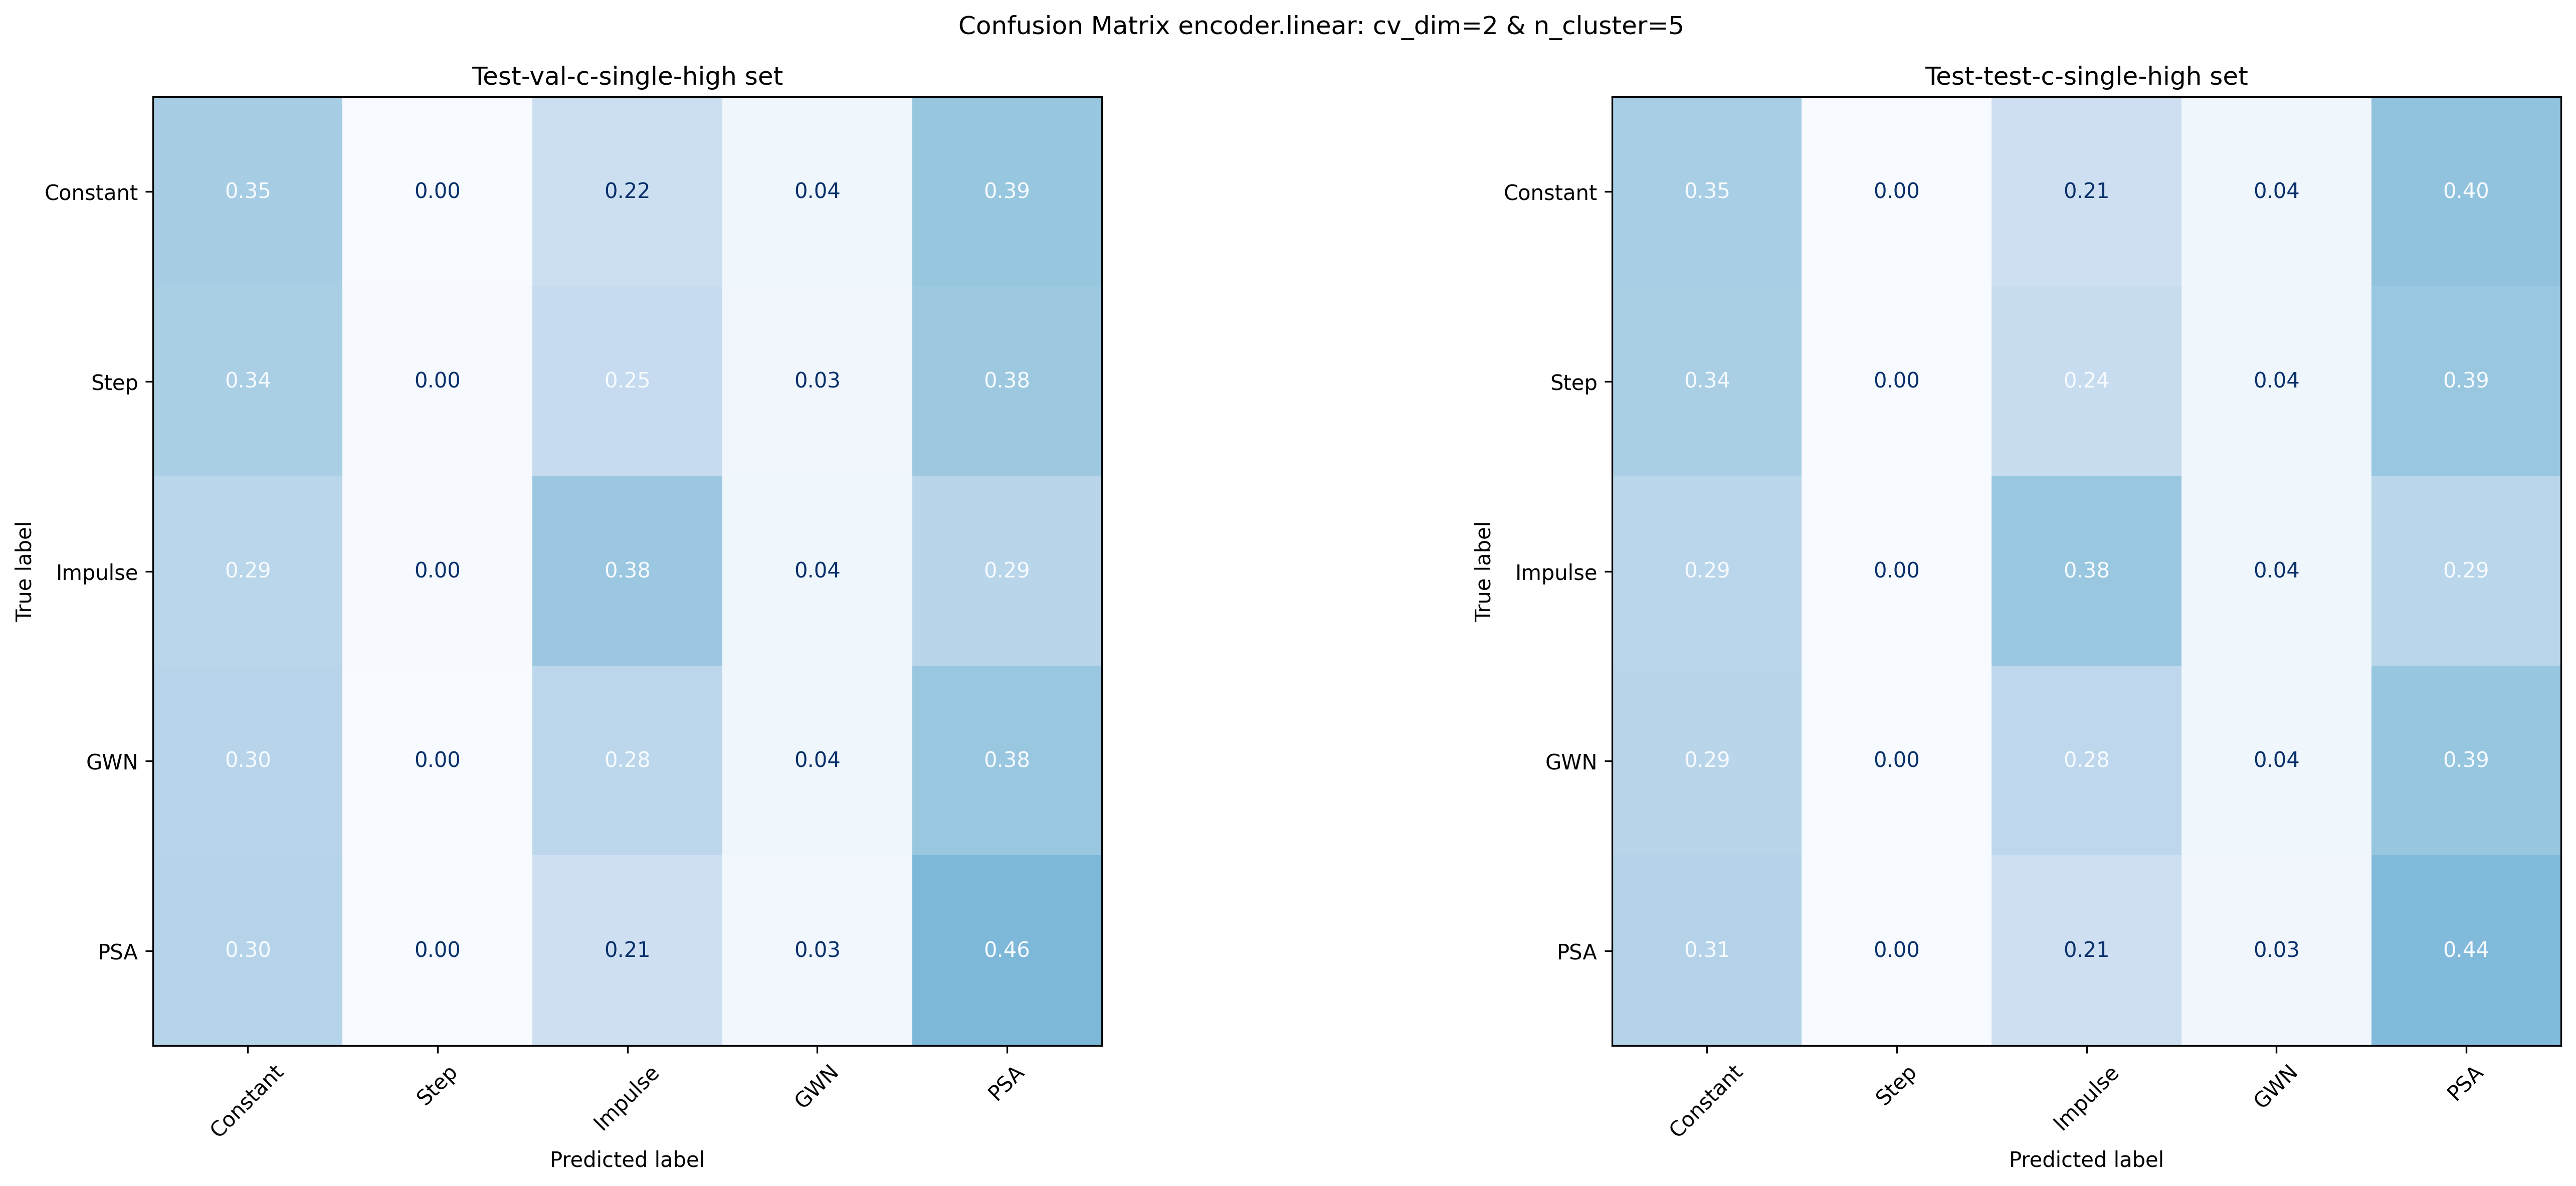 Confusion Matrix encoder.linear: cv_dim=2 & n_cluster=5
Test-val-c-single-high set
Constant 0.35 0.00 0.22 0.04 0.39
Step 0.34 0.00 0.25 0.03 0.38
Impulse 0.29 0.00 0.38 0.04 0.29
GWN 0.30 0.00 0.28 0.04 0.38
PSA 0.30 0.00 0.21 0.03 0.46
True label
Constant Step Impulse GWN PSA
Predicted label
Test-test-c-single-high set
Constant 0.35 0.00 0.21 0.04 0.40
Step 0.34 0.00 0.24 0.04 0.39
Impulse 0.29 0.00 0.38 0.04 0.29
GWN 0.29 0.00 0.28 0.04 0.39
PSA 0.31 0.00 0.21 0.03 0.44
True label
Constant Step Impulse GWN PSA
Predicted label